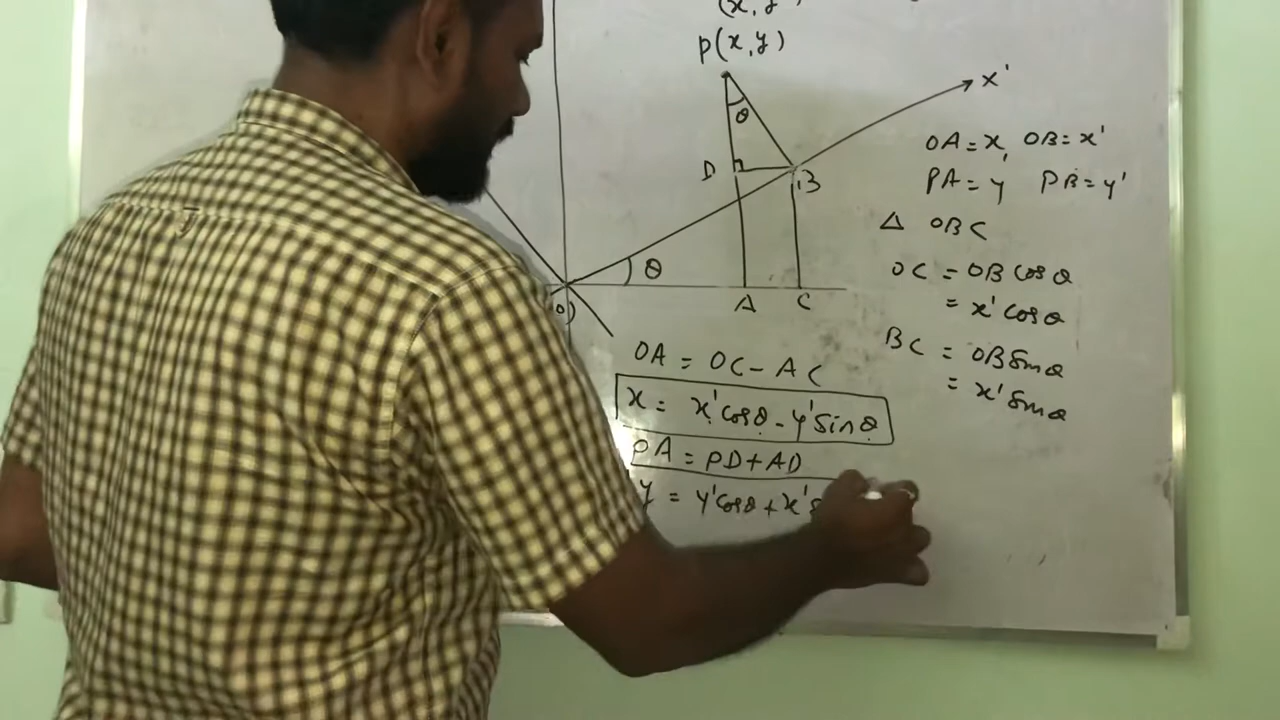 P(x,y)
x'
θ
D
B
θ
A C
OA = x, OB = x'
PA = y PB = y'
Δ OBC
OC = OB cosθ
= x' cosθ
BC = OB sinθ
= x' sinθ
OA = OC - AC
x = x'cosθ - y'sinθ
PA = PD + AD
y = y'cosθ + x'